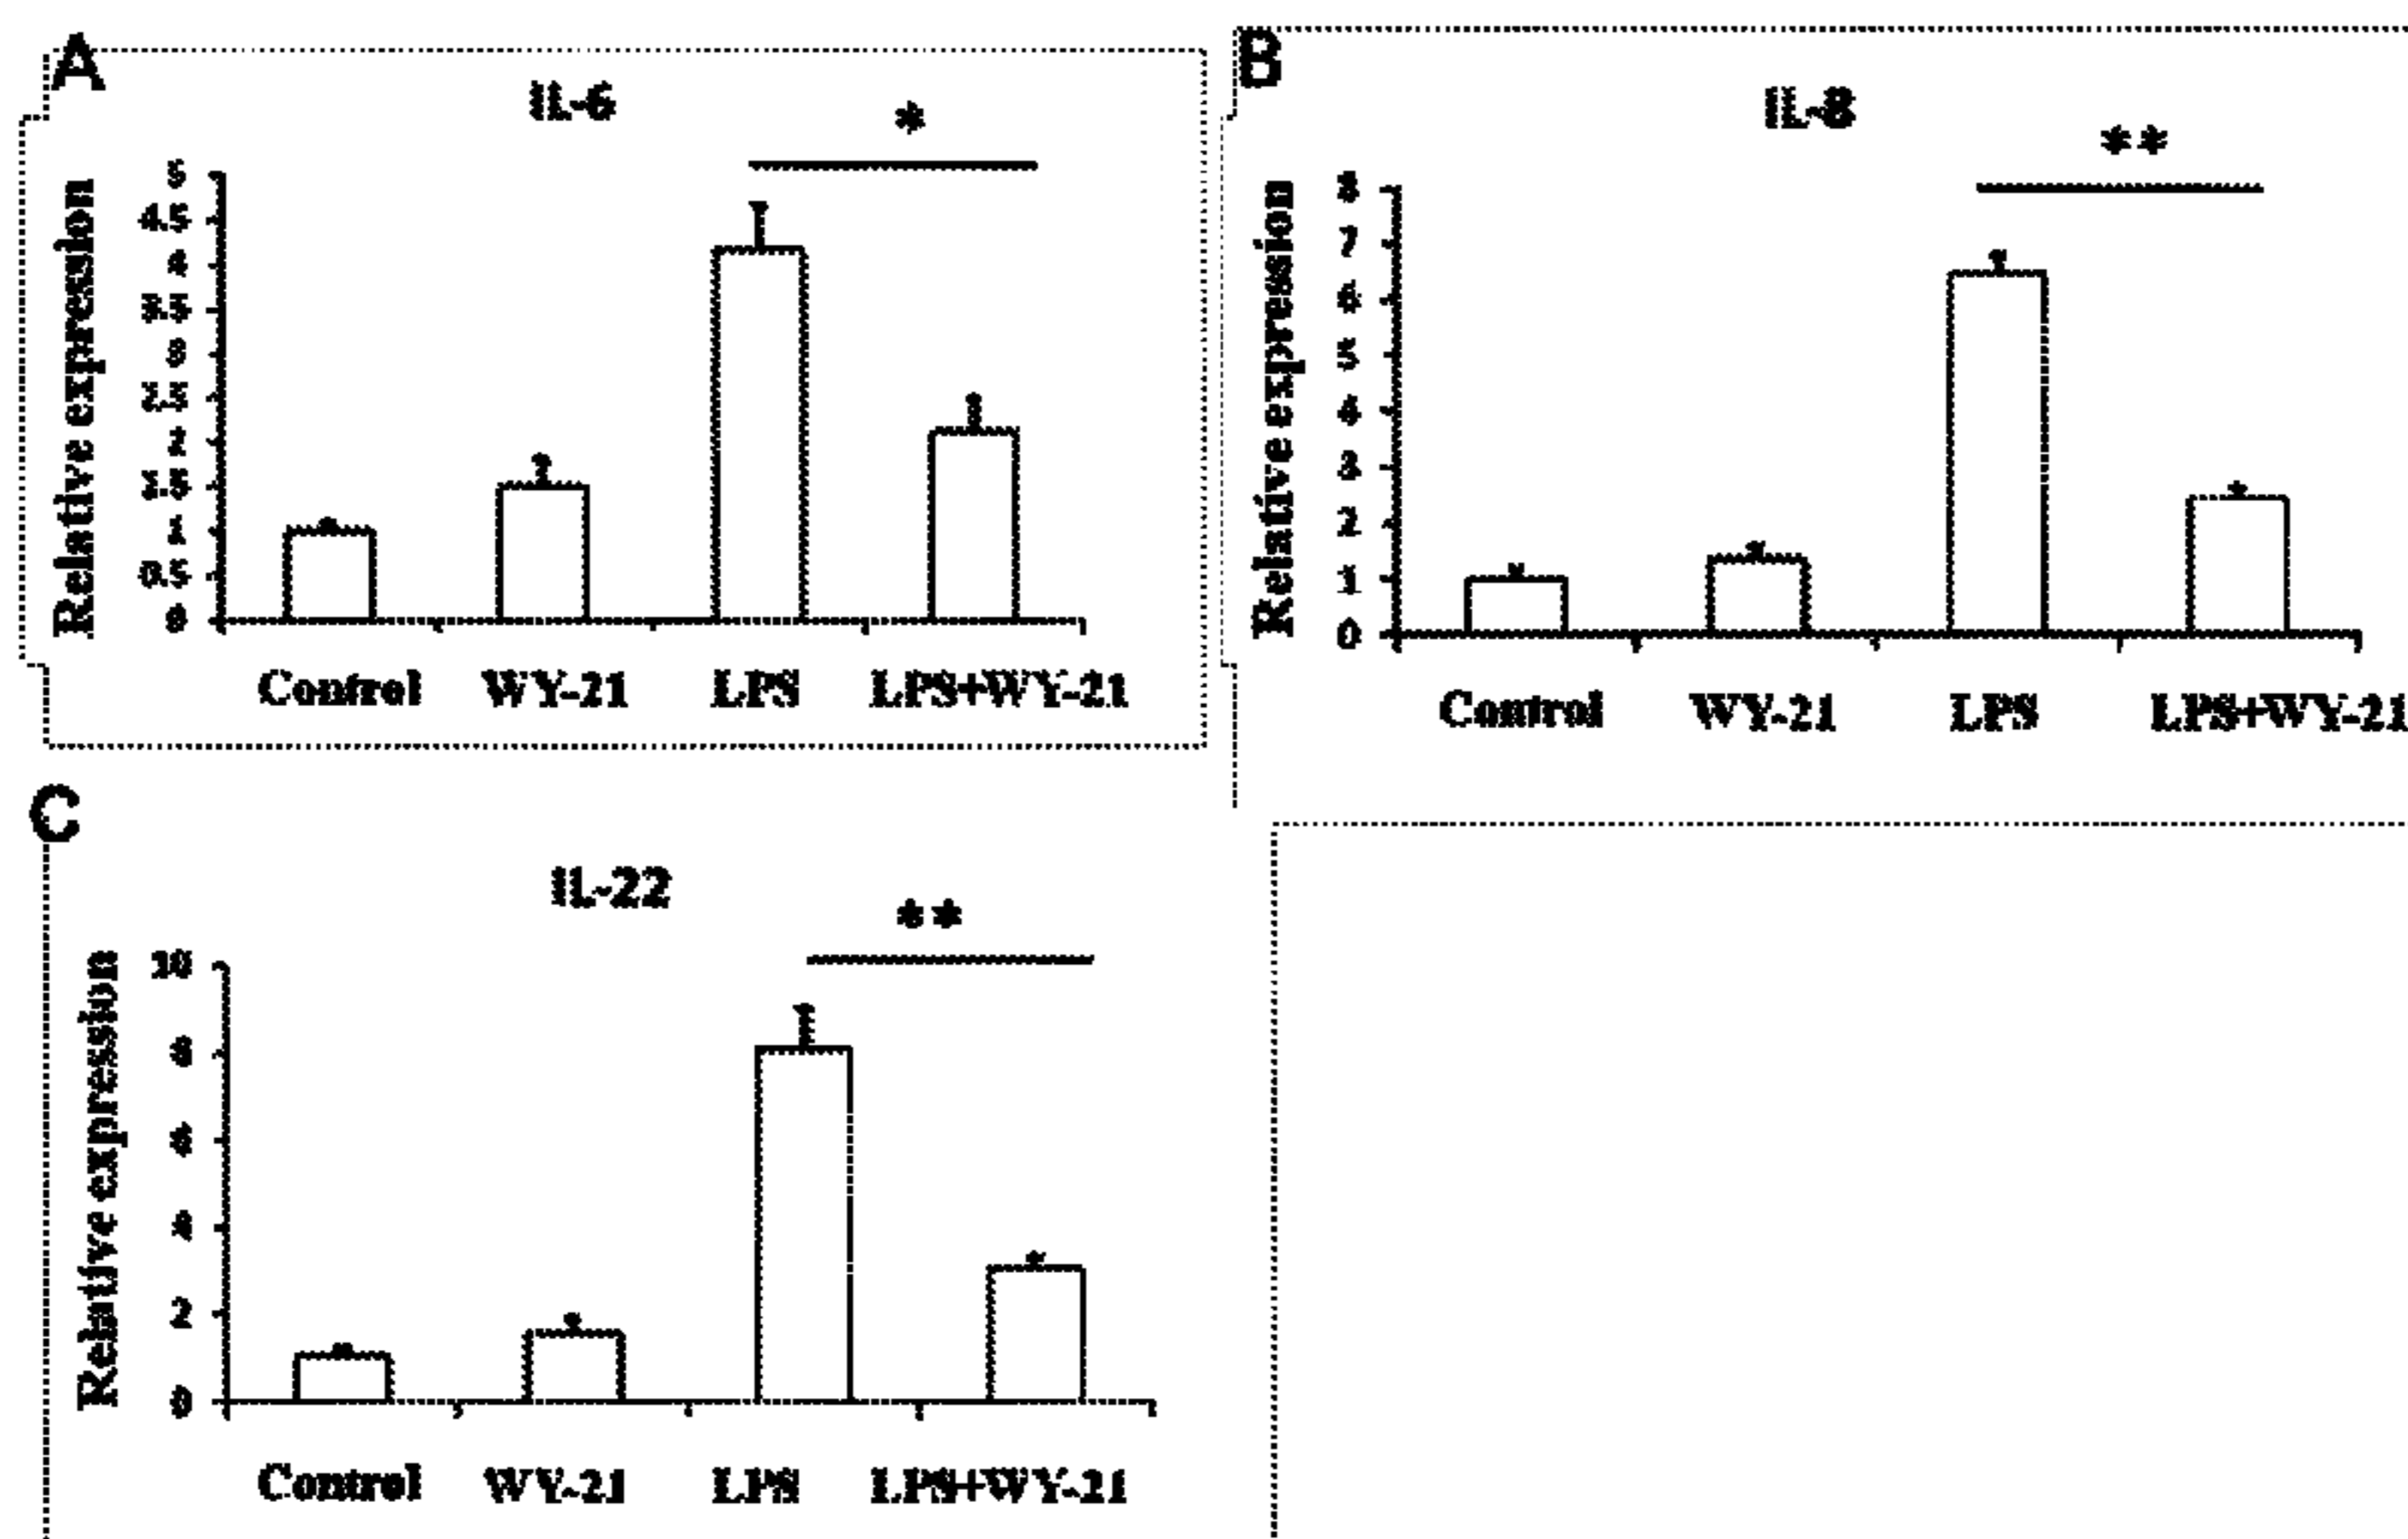 A
IL-6
*
Relative expression
5
4.5
4
3.5
3
2.5
2
1.5
1
0.5
0
Control WY-21 LPS LPS+WY-21
B
IL-8
**
Relative expression
8
7
6
5
4
3
2
1
0
Control WY-21 LPS LPS+WY-21
C
IL-22
**
Relative expression
10
8
6
4
2
0
Control WY-21 LPS LPS+WY-21